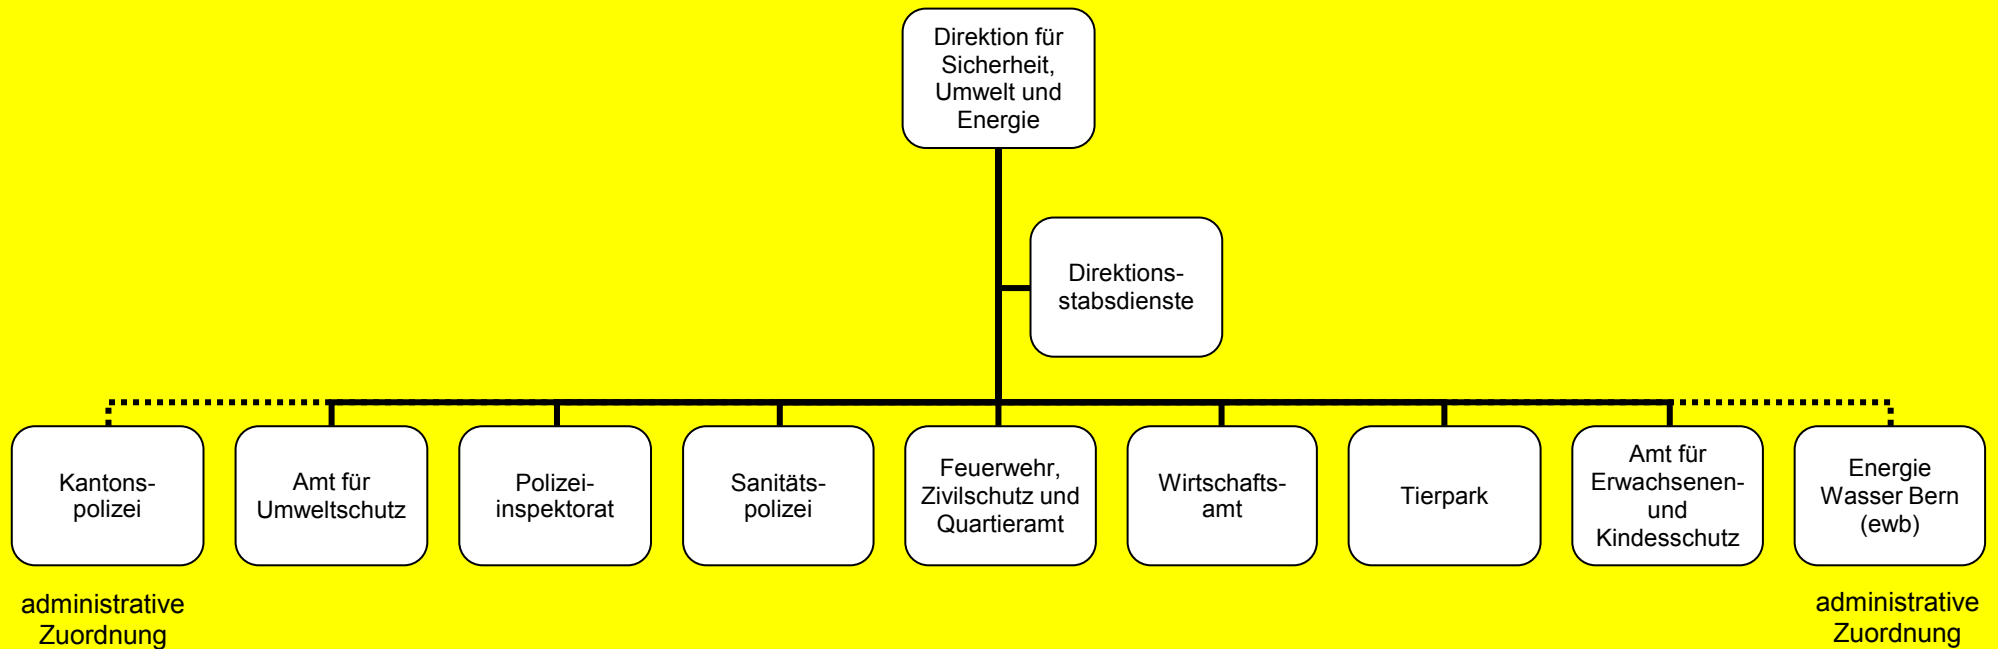 Direktion für
Sicherheit,
Umwelt und
Energie
Direktions-
stabsdienste
Kantons-
polizei
Amt für
Umweltschutz
Polizei-
inspektorat
Sanitäts-
polizei
Feuerwehr,
Zivilschutz und
Quartieramt
Wirtschafts-
amt
Tierpark
Amt für
Erwachsenen-
und
Kindesschutz
Energie
Wasser Bern
(ewb)
administrative
Zuordnung
administrative
Zuordnung